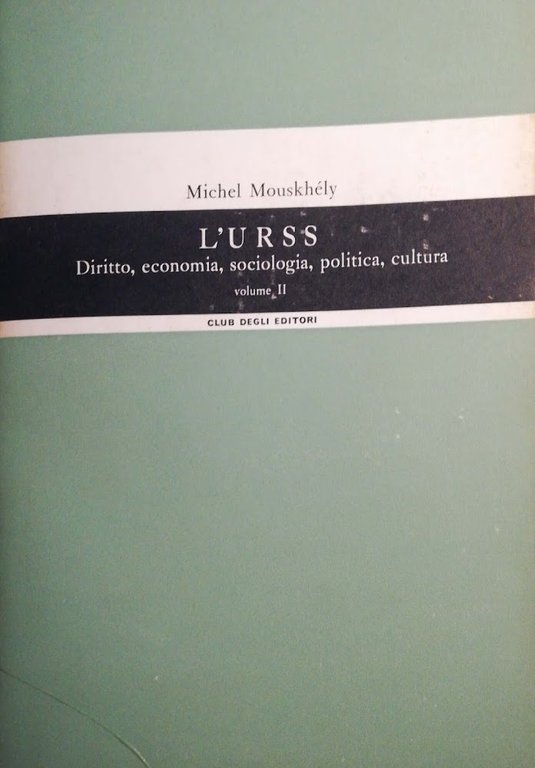 Michel Mouskhély
L'URSS
Diritto, economia, sociologia, politica, cultura
volume II
CLUB DEGLI EDITORI